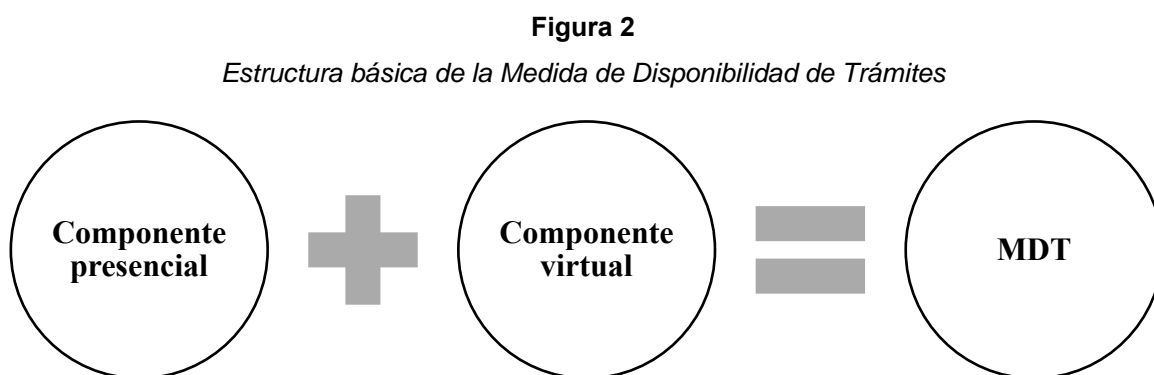 Figura 2
Estructura básica de la Medida de Disponibilidad de Trámites
Componente
presencial
Componente
virtual
MDT